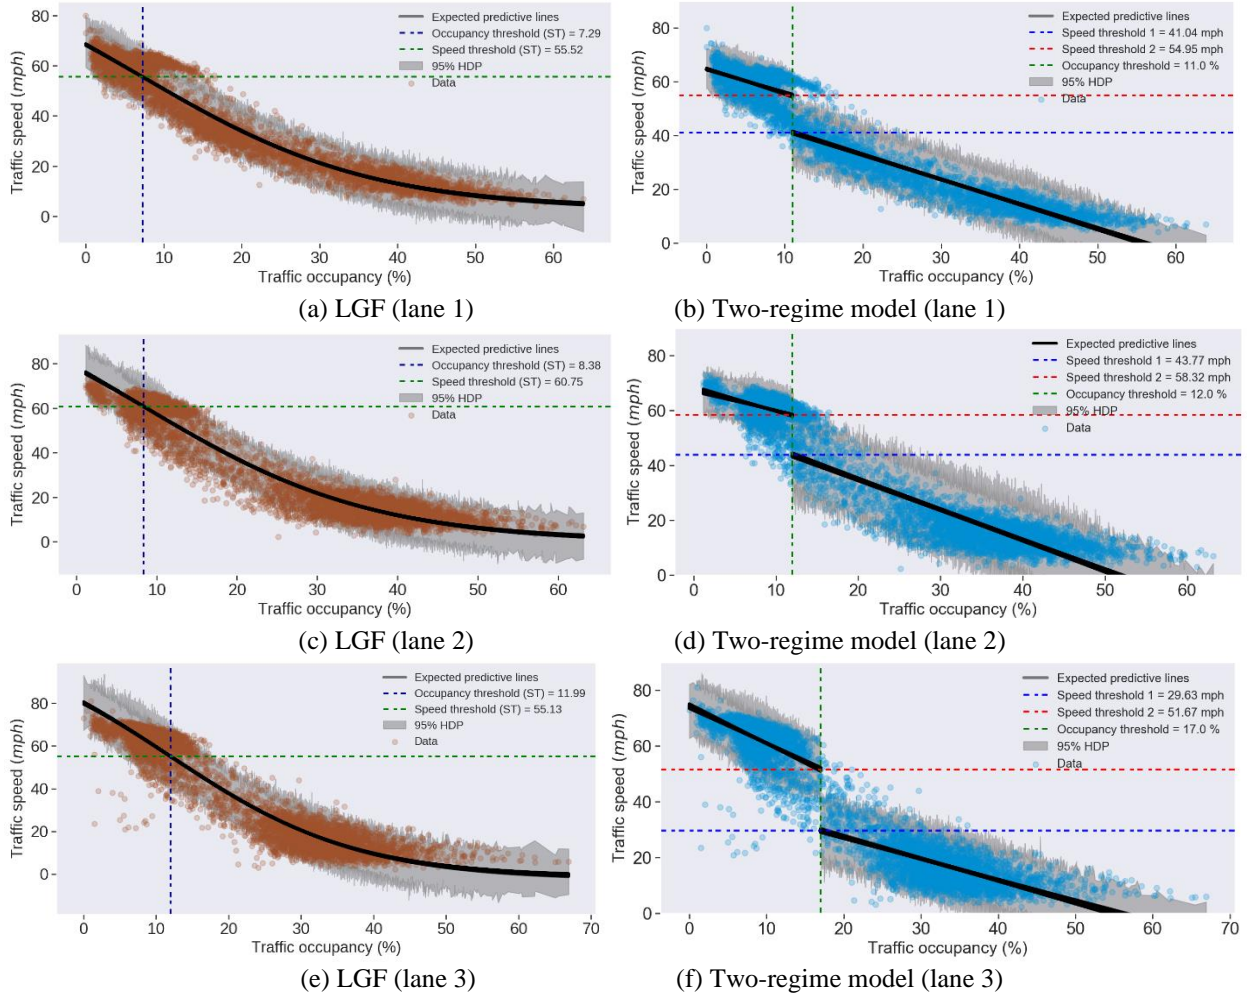 80
60
40
20
0
0
10
20
30
40
50
60
Traffic speed (mph)
Traffic occupancy (%)
Expected predictive lines
Occupancy threshold (ST) = 7.29
Speed threshold (ST) = 55.52
95% HDP
Data
(a) LGF (lane 1)
80
60
40
20
0
0
10
20
30
40
50
60
Traffic speed (mph)
Traffic occupancy (%)
Expected predictive lines
Speed threshold 1 = 41.04 mph
Speed threshold 2 = 54.95 mph
Occupancy threshold = 11.0 %
95% HDP
Data
(b) Two-regime model (lane 1)
80
60
40
20
0
10
20
30
40
50
60
Traffic speed (mph)
Traffic occupancy (%)
Expected predictive lines
Occupancy threshold (ST) = 8.38
Speed threshold (ST) = 60.75
95% HDP
Data
(c) LGF (lane 2)
80
60
40
20
0
10
20
30
40
50
60
Traffic speed (mph)
Traffic occupancy (%)
Expected predictive lines
Speed threshold 1 = 43.77 mph
Speed threshold 2 = 58.32 mph
Occupancy threshold = 12.0 %
95% HDP
Data
(d) Two-regime model (lane 2)
80
60
40
20
0
0
10
20
30
40
50
60
70
Traffic speed (mph)
Traffic occupancy (%)
Expected predictive lines
Occupancy threshold (ST) = 11.99
Speed threshold (ST) = 55.13
95% HDP
Data
(e) LGF (lane 3)
80
60
40
20
0
0
10
20
30
40
50
60
70
Traffic speed (mph)
Traffic occupancy (%)
Expected predictive lines
Speed threshold 1 = 29.63 mph
Speed threshold 2 = 51.67 mph
Occupancy threshold = 17.0 %
95% HDP
Data
(f) Two-regime model (lane 3)